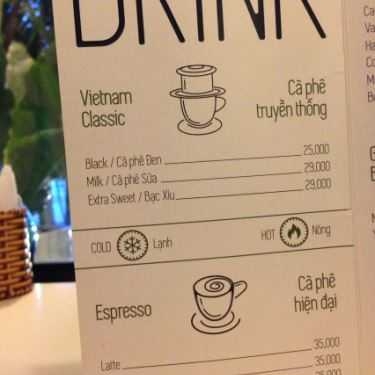 DRINK
Vietnam
Classic
Cà phê
truyền thống
Black / Cà phê Đen 25,000
Milk / Cà phê Sữa 29,000
Extra Sweet / Bạc Xỉu 29,000
COLD Lạnh HOT Nóng
Espresso
Cà phê
hiện đại
Latte 35,000
35,000